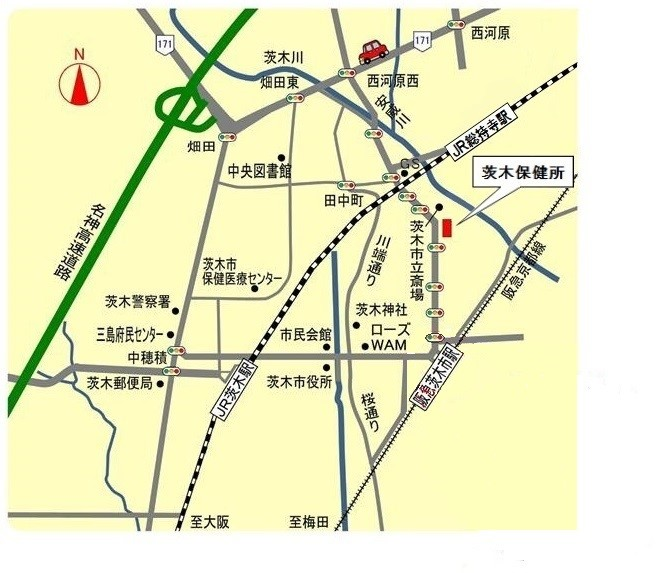 171
茨木川
171
西河原
N
畑田東
西河原西
安威川
畑田
JR総持寺駅
中央図書館
GS
茨木保健所
田中町
名神高速道路
川端通り
茨木市立斎場
阪急京都線
茨木市
保健医療センター
茨木警察署
茨木神社
三島府民センター
市民会館
ローズ
WAM
中穂積
茨木郵便局
JR茨木駅
茨木市役所
阪急茨木市駅
桜通り
至大阪
至梅田